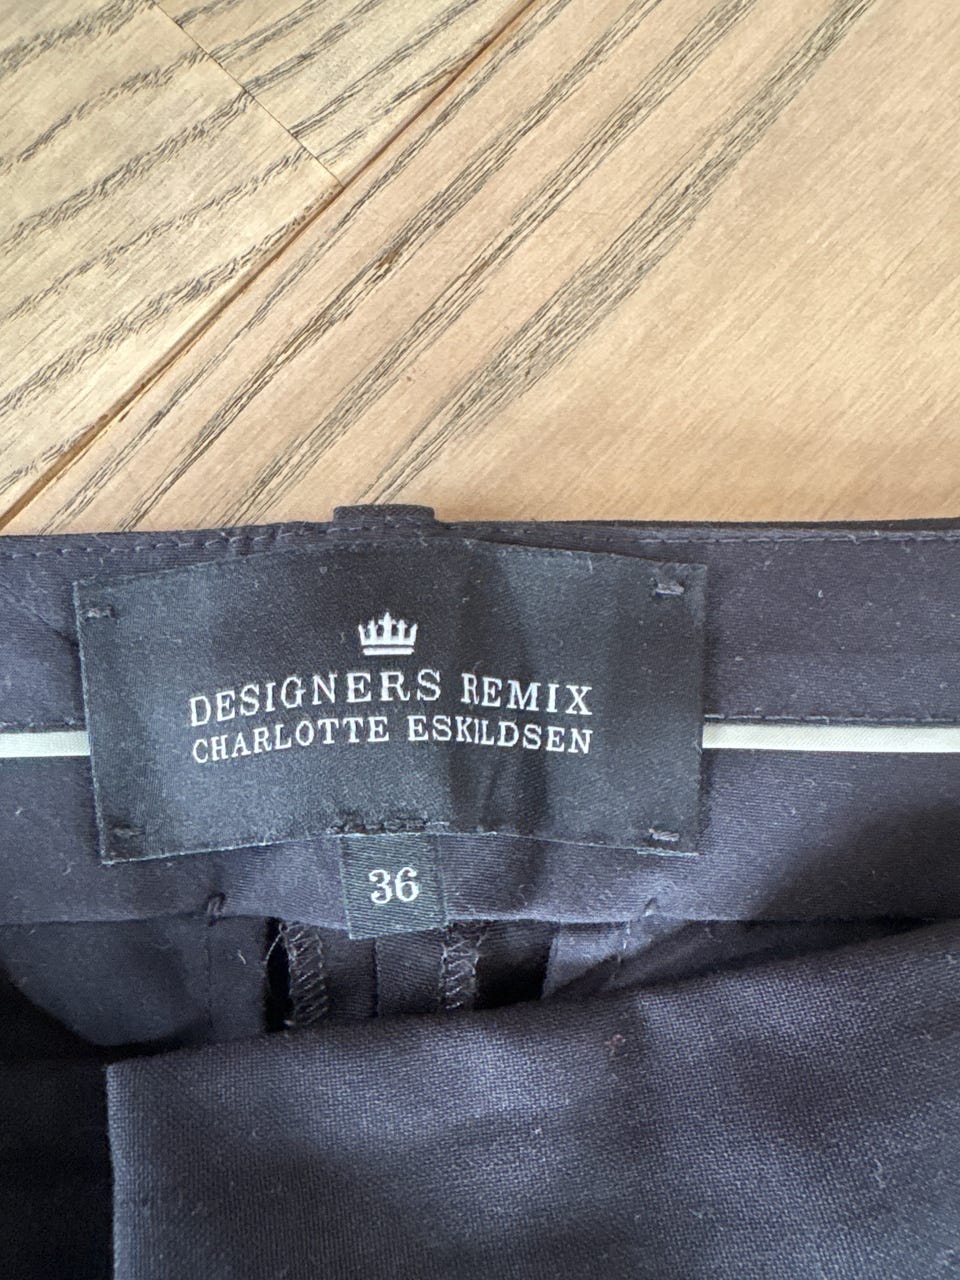 DESIGNERS REMIX
CHARLOTTE ESKILDSEN
36